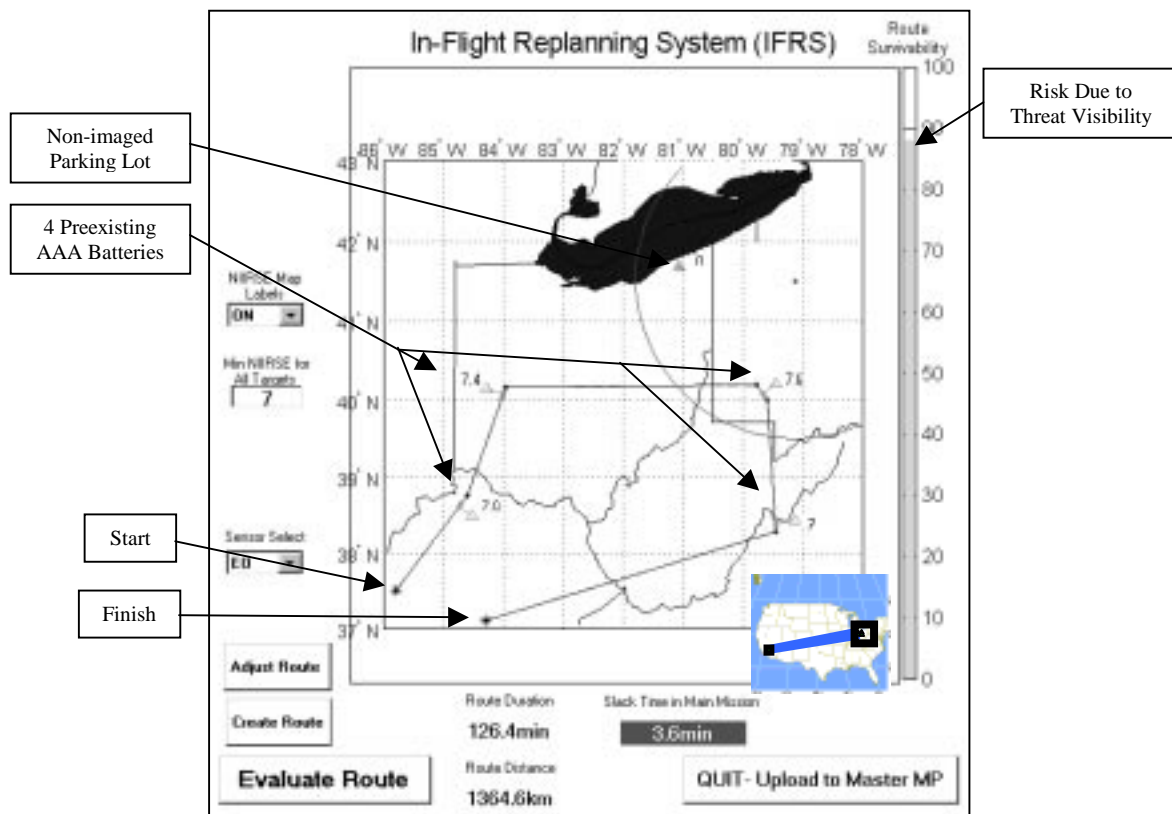 In-Flight Replanning System (IFRS)
Route
Survivability
100
90
80
70
60
50
40
30
20
10
0
Risk Due to
Threat Visibility
Non-imaged
Parking Lot
4 Preexisting
AAA Batteries
86° W 85° W 84° W 83° W 82° W 81° W 80° W 79° W 78° W
43° N
42° N
41° N
40° N
39° N
38° N
37° N
0
7.4
7.6
7.0
7
NIIRSE Map
Labels
ON
Min NIIRSE for
All Targets
7
Start
Sensor Select
EO
Finish
Adjust Route
Create Route
Evaluate Route
Route Duration
126.4min
Route Distance
1364.6km
Slack Time in Main Mission
3.6min
QUIT- Upload to Master MP